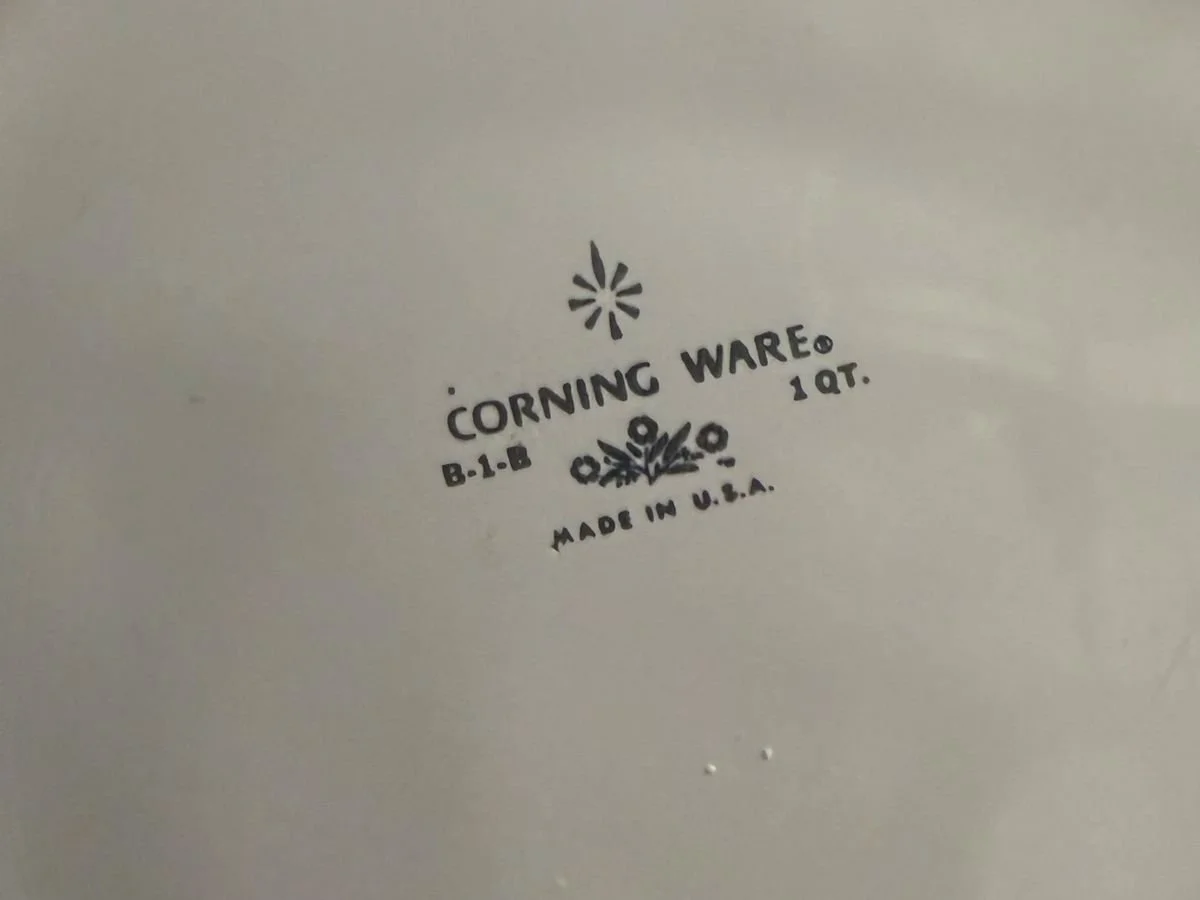 CORNING WARE®
1 QT.
B-1-B
MADE IN U.S.A.